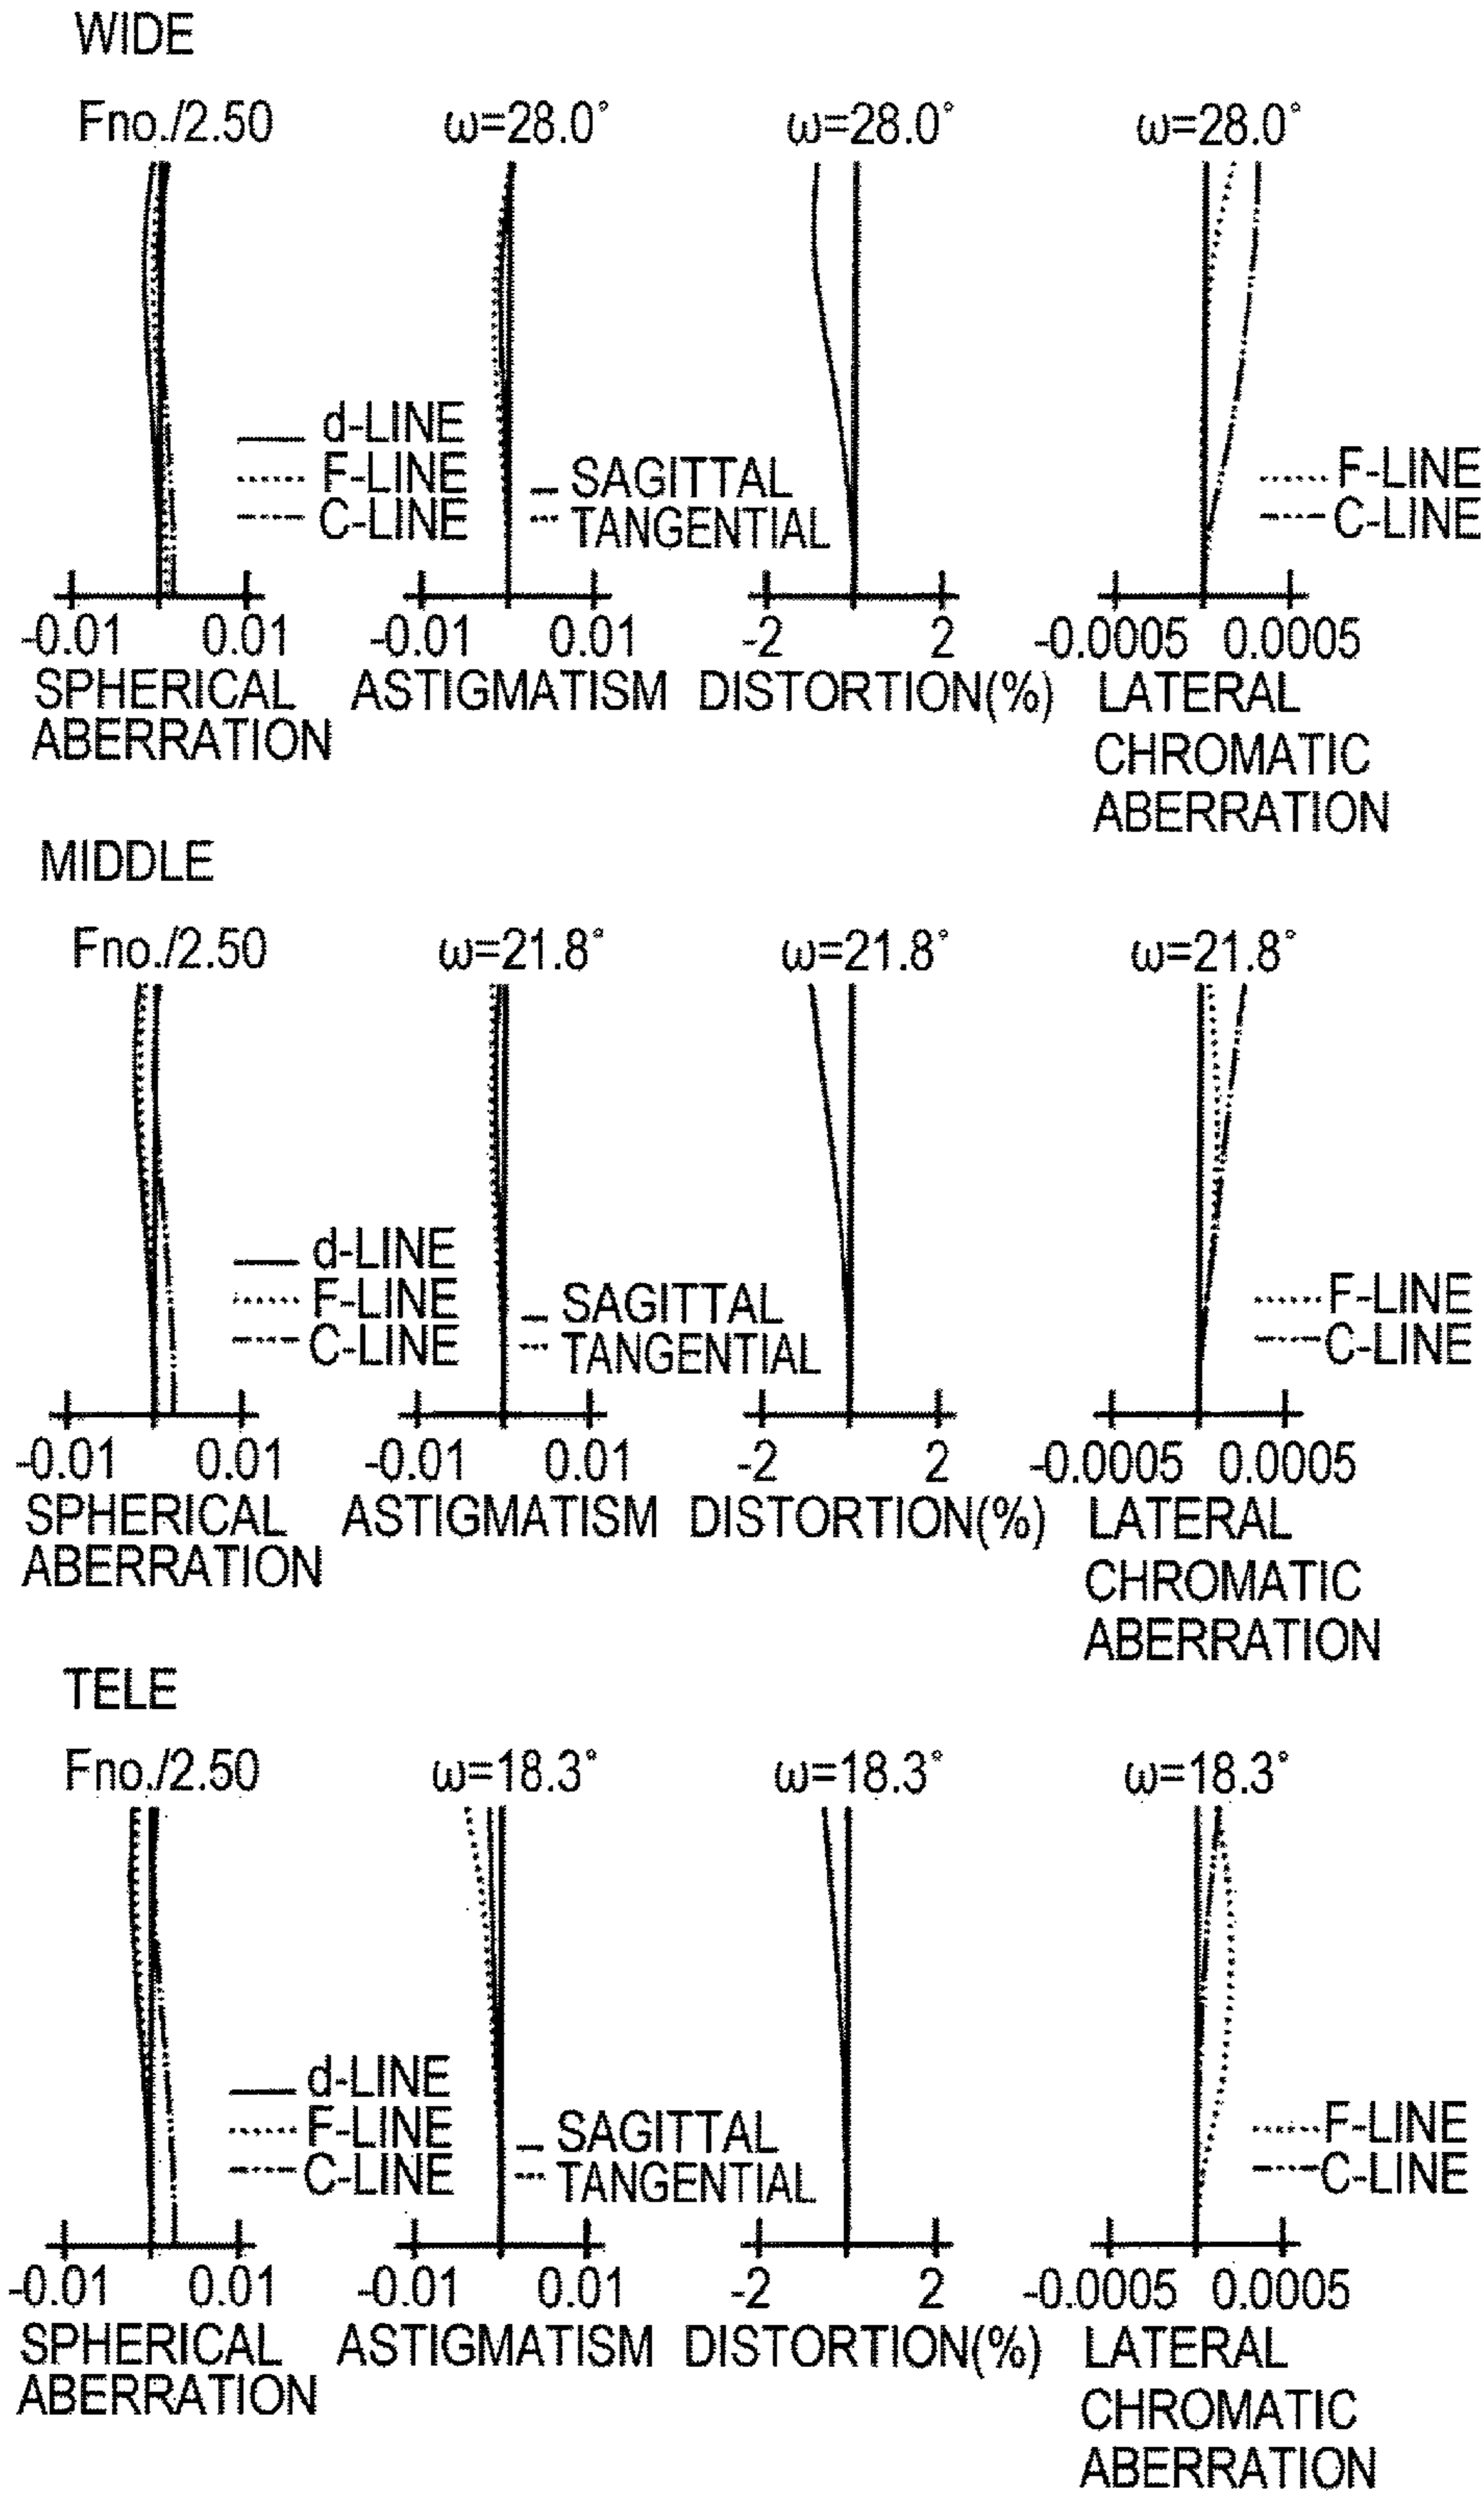 WIDE
Fno./2.50 ω=28.0° ω=28.0° ω=28.0°
d-LINE
F-LINE
C-LINE
SAGITTAL
TANGENTIAL
F-LINE
C-LINE
-0.01 0.01 -0.01 0.01 -2 2 -0.0005 0.0005
SPHERICAL
ABERRATION
ASTIGMATISM
DISTORTION(%)
LATERAL
CHROMATIC
ABERRATION
MIDDLE
Fno./2.50 ω=21.8° ω=21.8° ω=21.8°
d-LINE
F-LINE
C-LINE
SAGITTAL
TANGENTIAL
F-LINE
C-LINE
-0.01 0.01 -0.01 0.01 -2 2 -0.0005 0.0005
SPHERICAL
ABERRATION
ASTIGMATISM
DISTORTION(%)
LATERAL
CHROMATIC
ABERRATION
TELE
Fno./2.50 ω=18.3° ω=18.3° ω=18.3°
d-LINE
F-LINE
C-LINE
SAGITTAL
TANGENTIAL
F-LINE
C-LINE
-0.01 0.01 -0.01 0.01 -2 2 -0.0005 0.0005
SPHERICAL
ABERRATION
ASTIGMATISM
DISTORTION(%)
LATERAL
CHROMATIC
ABERRATION